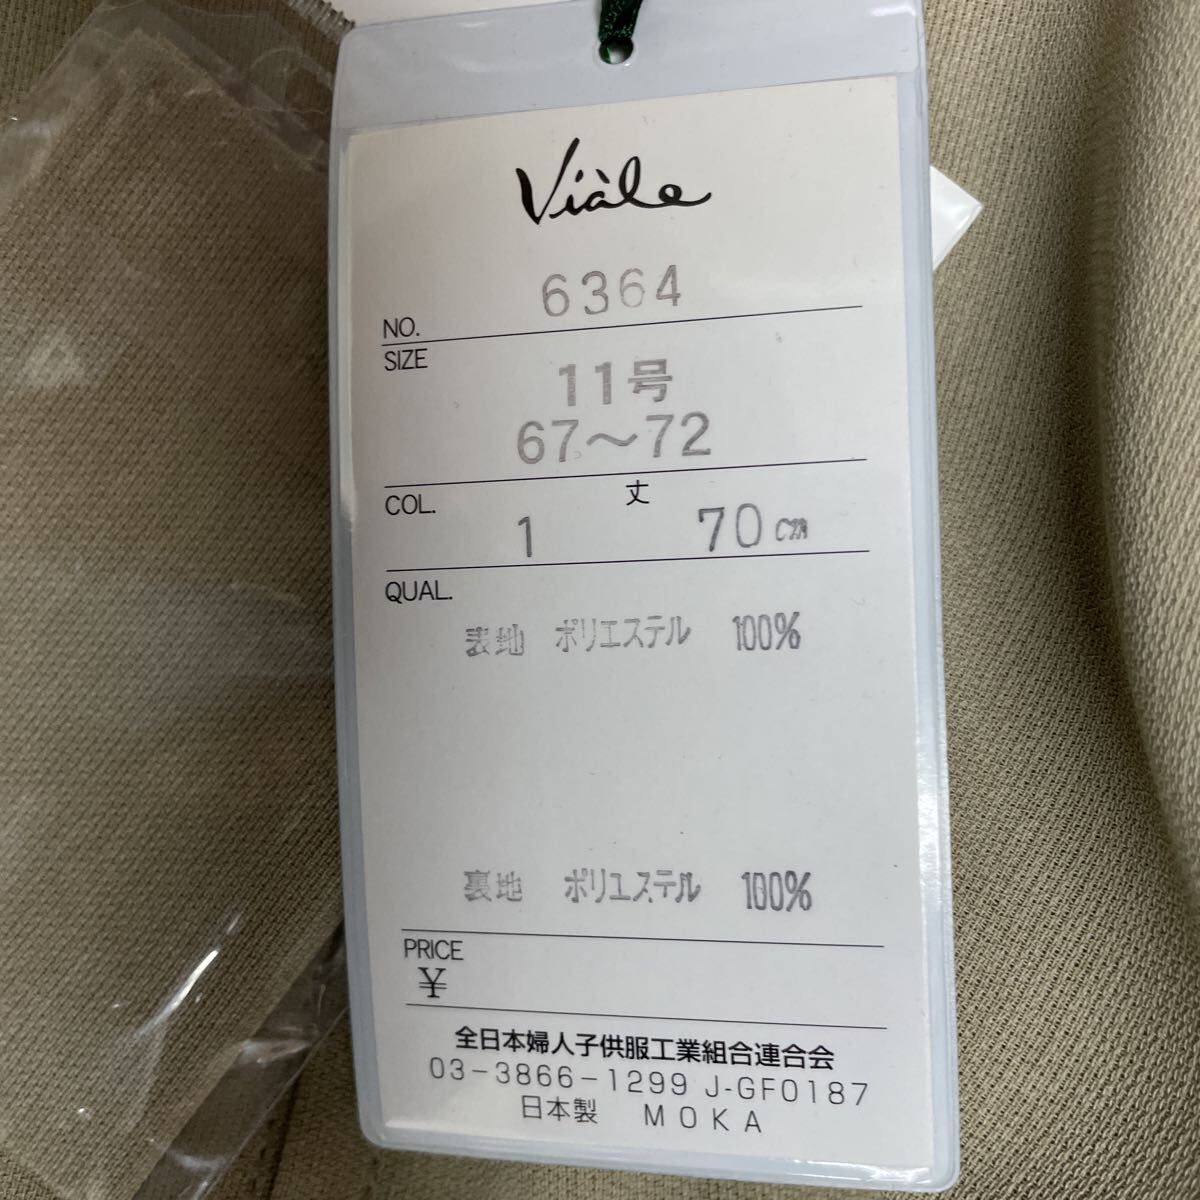 Viàle
NO. 6364
SIZE 11号
67～72
COL. 1 丈 70cm
QUAL.
表地 ポリエステル 100%
裏地 ポリエステル 100%
PRICE
¥
全日本婦人子供服工業組合連合会
03-3866-1299 J-GF0187
日本製 MOKA